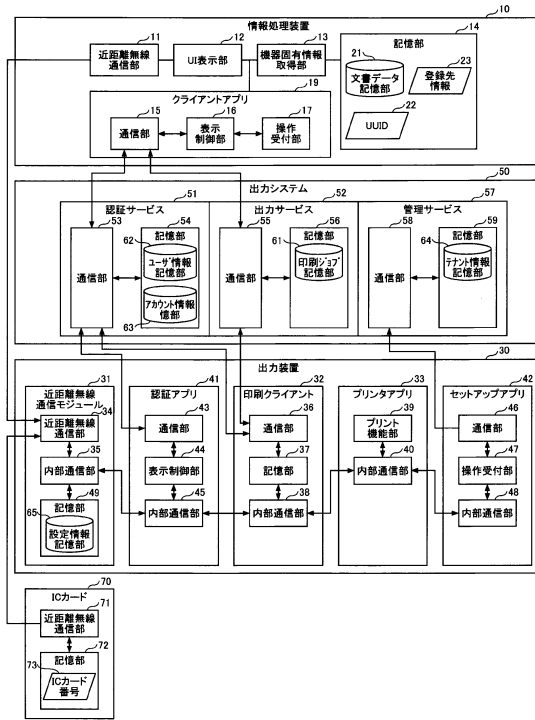 10
情報処理装置
11
近距離無線
通信部
12
UI表示部
13
機器固有情報
取得部
14
記憶部
21
文書データ
記憶部
23
登録先
情報
22
UUID
19
クライアントアプリ
15
通信部
16
表示
制御部
17
操作
受付部
50
出力システム
51
認証サービス
53
通信部
54
記憶部
62
ユーザ情報
記憶部
アカウント情報
憶部
63
52
出力サービス
55
通信部
56
記憶部
61
印刷ジョブ
記憶部
57
管理サービス
58
通信部
59
記憶部
64
テナント情報
記憶部
30
出力装置
31
近距離無線
通信モジュール
34
近距離無線
通信部
35
内部通信部
49
記憶部
65
設定情報
記憶部
41
認証アプリ
43
通信部
44
表示制御部
45
内部通信部
32
印刷クライアント
36
通信部
37
記憶部
38
内部通信部
33
プリンタアプリ
39
プリント
機能部
40
内部通信部
42
セットアップアプリ
46
通信部
47
操作受付部
48
内部通信部
70
ICカード
71
近距離無線
通信部
72
記憶部
73
ICカード
番号